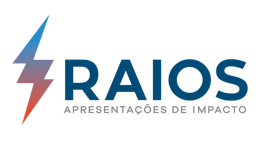 RAIOS
APRESENTAÇÕES DE IMPACTO